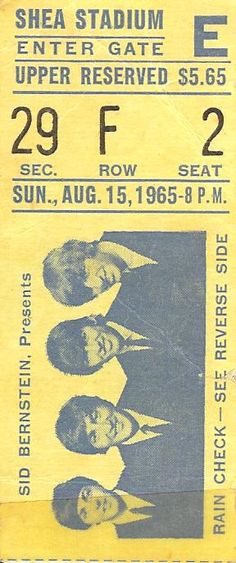 SHEA STADIUM
ENTER GATE E
UPPER RESERVED $5.65
29 F 2
SEC. ROW SEAT
SUN., AUG. 15, 1965-8 P.M.
SID BERNSTEIN, Presents
RAIN CHECK — SEE REVERSE SIDE